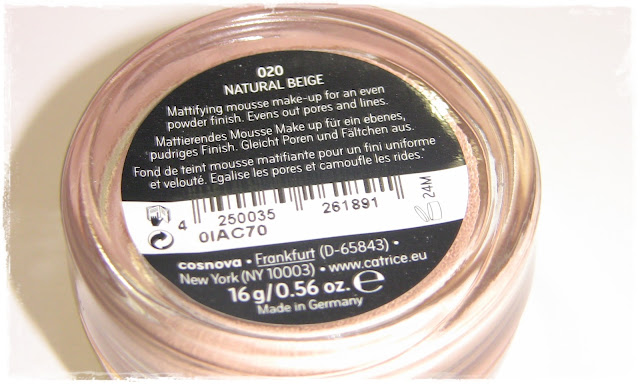 020
NATURAL BEIGE
Mattifying mousse make-up for an even
powder finish. Evens out pores and lines.
Mattierendes Mousse Make up für ein ebenes,
pudriges Finish. Gleicht Poren und Fältchen aus.
Fond de teint mousse matifiante pour un fini uniforme
et velouté. Egalise les pores et camoufle les rides.
4 250035 261891
24M
0IAC70
cosnova • Frankfurt (D-65843) •
New York (NY 10003) • www.catrice.eu
16 g/0.56 oz. e
Made in Germany